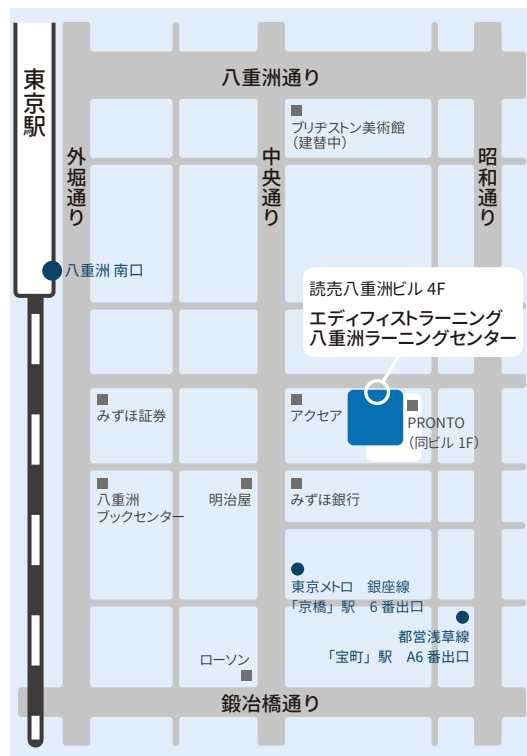 八重洲通り
東京駅
ブリヂストン美術館
(建替中)
外堀通り
中央通り
昭和通り
八重洲 南口
読売八重洲ビル 4F
エディフィストラーニング
八重洲ラーニングセンター
みずほ証券
アクセア
PRONTO
(同ビル 1F)
八重洲
ブックセンター
明治屋
みずほ銀行
東京メトロ 銀座線
「京橋」駅 6 番出口
都営浅草線
「宝町」駅 A6 番出口
ローソン
鍛冶橋通り